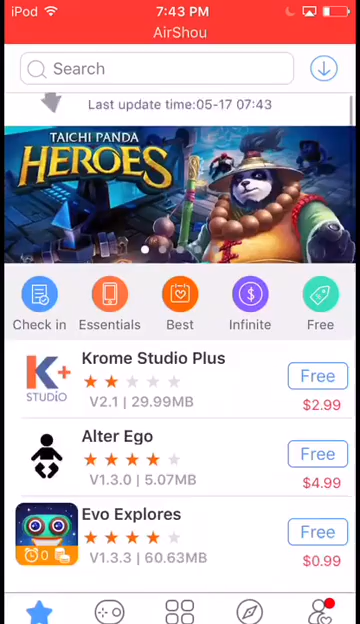 iPod 7:43 PM
AirShou
Search
Last update time:05-17 07:43
TAICHI PANDA
HEROES
Check in Essentials Best Infinite Free
K+
STUDIO
Krome Studio Plus
Free
V2.1 | 29.99MB
$2.99
Alter Ego
Free
V1.3.0 | 5.07MB
$4.99
Evo Explores
Free
0
V1.3.3 | 60.63MB
$0.99